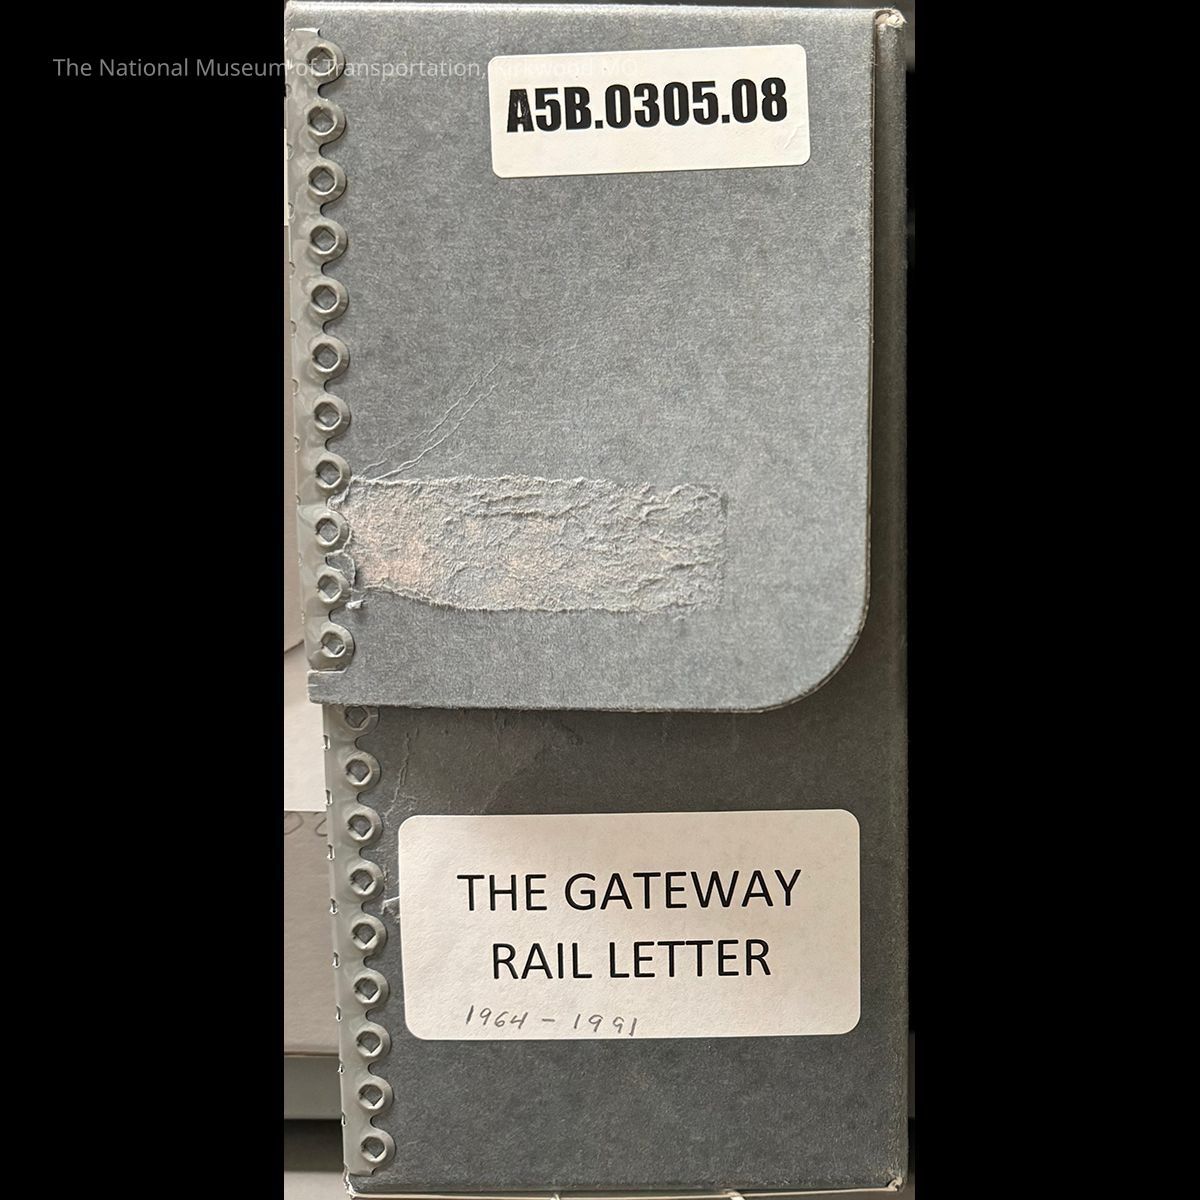 The National Museum of Transportation, Kirkwood MO
A5B.0305.08
THE GATEWAY
RAIL LETTER
1964 - 1991